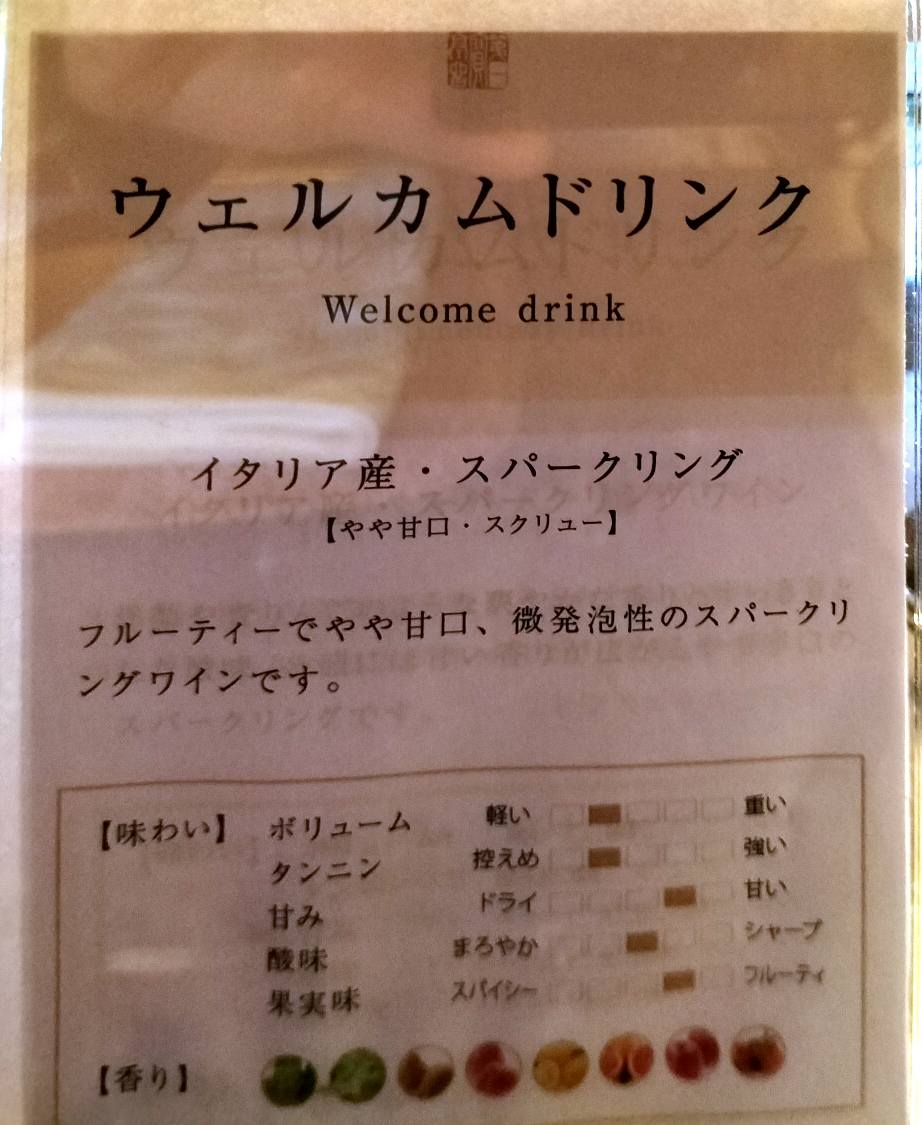 ウェルカムドリンク
Welcome drink
イタリア産・スパークリング
【やや甘口・スクリュー】
フルーティーでやや甘口、微発泡性のスパークリ
ングワインです。
【味わい】 ボリューム 軽い 重い
タンニン 控えめ 強い
甘み ドライ 甘い
酸味 まろやか シャープ
果実味 スパイシー フルーティ
【香り】